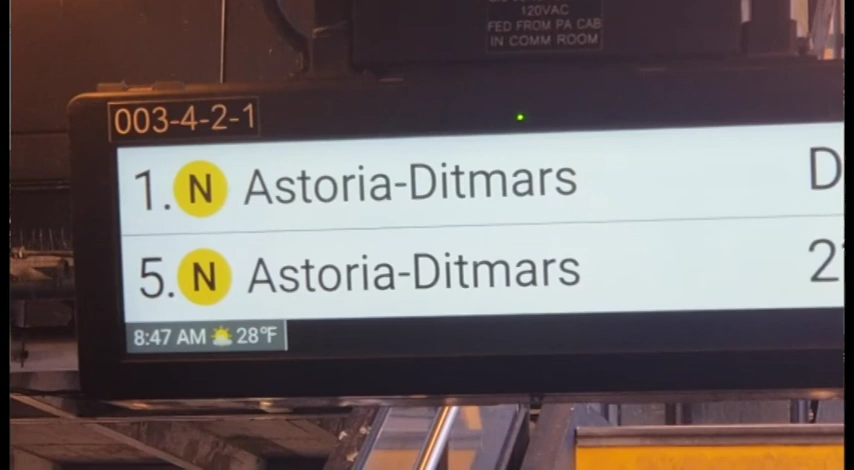 120VAC
FED FROM PA CAB
IN COMM ROOM
003-4-2-1
1. N Astoria-Ditmars D
5. N Astoria-Ditmars 2
8:47 AM 28°F